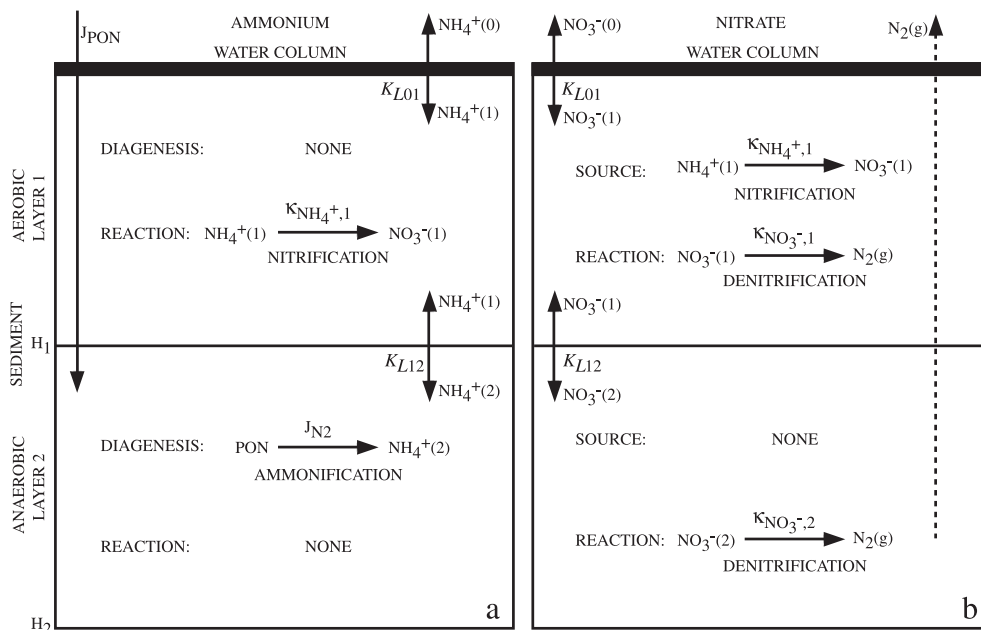 J_PON
AMMONIUM
WATER COLUMN
NH4+(0)
K_L01
NH4+(1)
DIAGENESIS: NONE
κ_NH4+,1
REACTION: NH4+(1) NO3-(1)
NITRIFICATION
NH4+(1)
K_L12
NH4+(2)
J_N2
DIAGENESIS: PON NH4+(2)
AMMONIFICATION
REACTION: NONE
a
AEROBIC
LAYER 1
SEDIMENT
ANAEROBIC
LAYER 2
H1
H2
NITRATE
WATER COLUMN
NO3-(0)
N2(g)
K_L01
NO3-(1)
κ_NH4+,1
SOURCE: NH4+(1) NO3-(1)
NITRIFICATION
κ_NO3-,1
REACTION: NO3-(1) N2(g)
DENITRIFICATION
NO3-(1)
K_L12
NO3-(2)
SOURCE: NONE
κ_NO3-,2
REACTION: NO3-(2) N2(g)
DENITRIFICATION
b